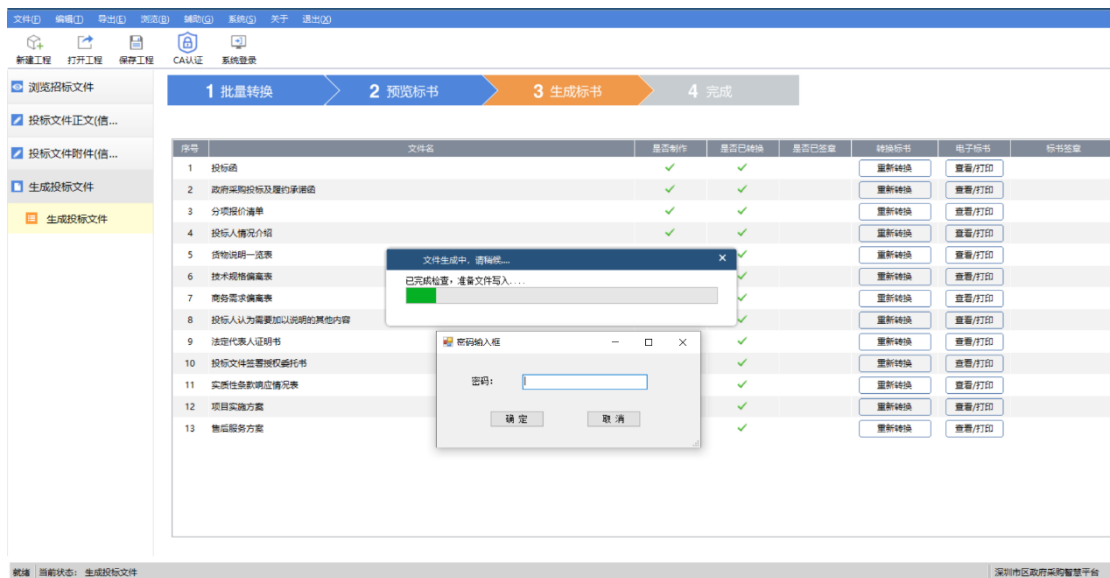 文件(F) 编辑(T) 导出(E) 浏览(B) 辅助(G) 系统(S) 关于 退出(X)
新建工程 打开工程 保存工程 CA认证 系统登录
浏览招标文件
投标文件正文(信...
投标文件附件(信...
生成投标文件
生成投标文件
1 批量转换 2 预览标书 3 生成标书 4 完成
序号 文件名 是否制作 是否已转换 是否已签章 转换标书 电子标书 标书签章
1 投标函 重新转换 查看/打印
2 政府采购投标及履约承诺函 重新转换 查看/打印
3 分项报价清单 重新转换 查看/打印
4 投标人情况介绍 重新转换 查看/打印
5 货物说明一览表 重新转换 查看/打印
6 技术规格偏离表 重新转换 查看/打印
7 商务需求偏离表 重新转换 查看/打印
8 投标人认为需要加以说明的其他内容 重新转换 查看/打印
9 法定代表人证明书 重新转换 查看/打印
10 投标文件签署授权委托书 重新转换 查看/打印
11 实质性条款响应情况表 重新转换 查看/打印
12 项目实施方案 重新转换 查看/打印
13 售后服务方案 重新转换 查看/打印
文件生成中，请稍候....
已完成检查，准备文件写入....
密码输入框
密码:
确定 取消
就绪 当前状态: 生成投标文件 深圳市区政府采购智慧平台